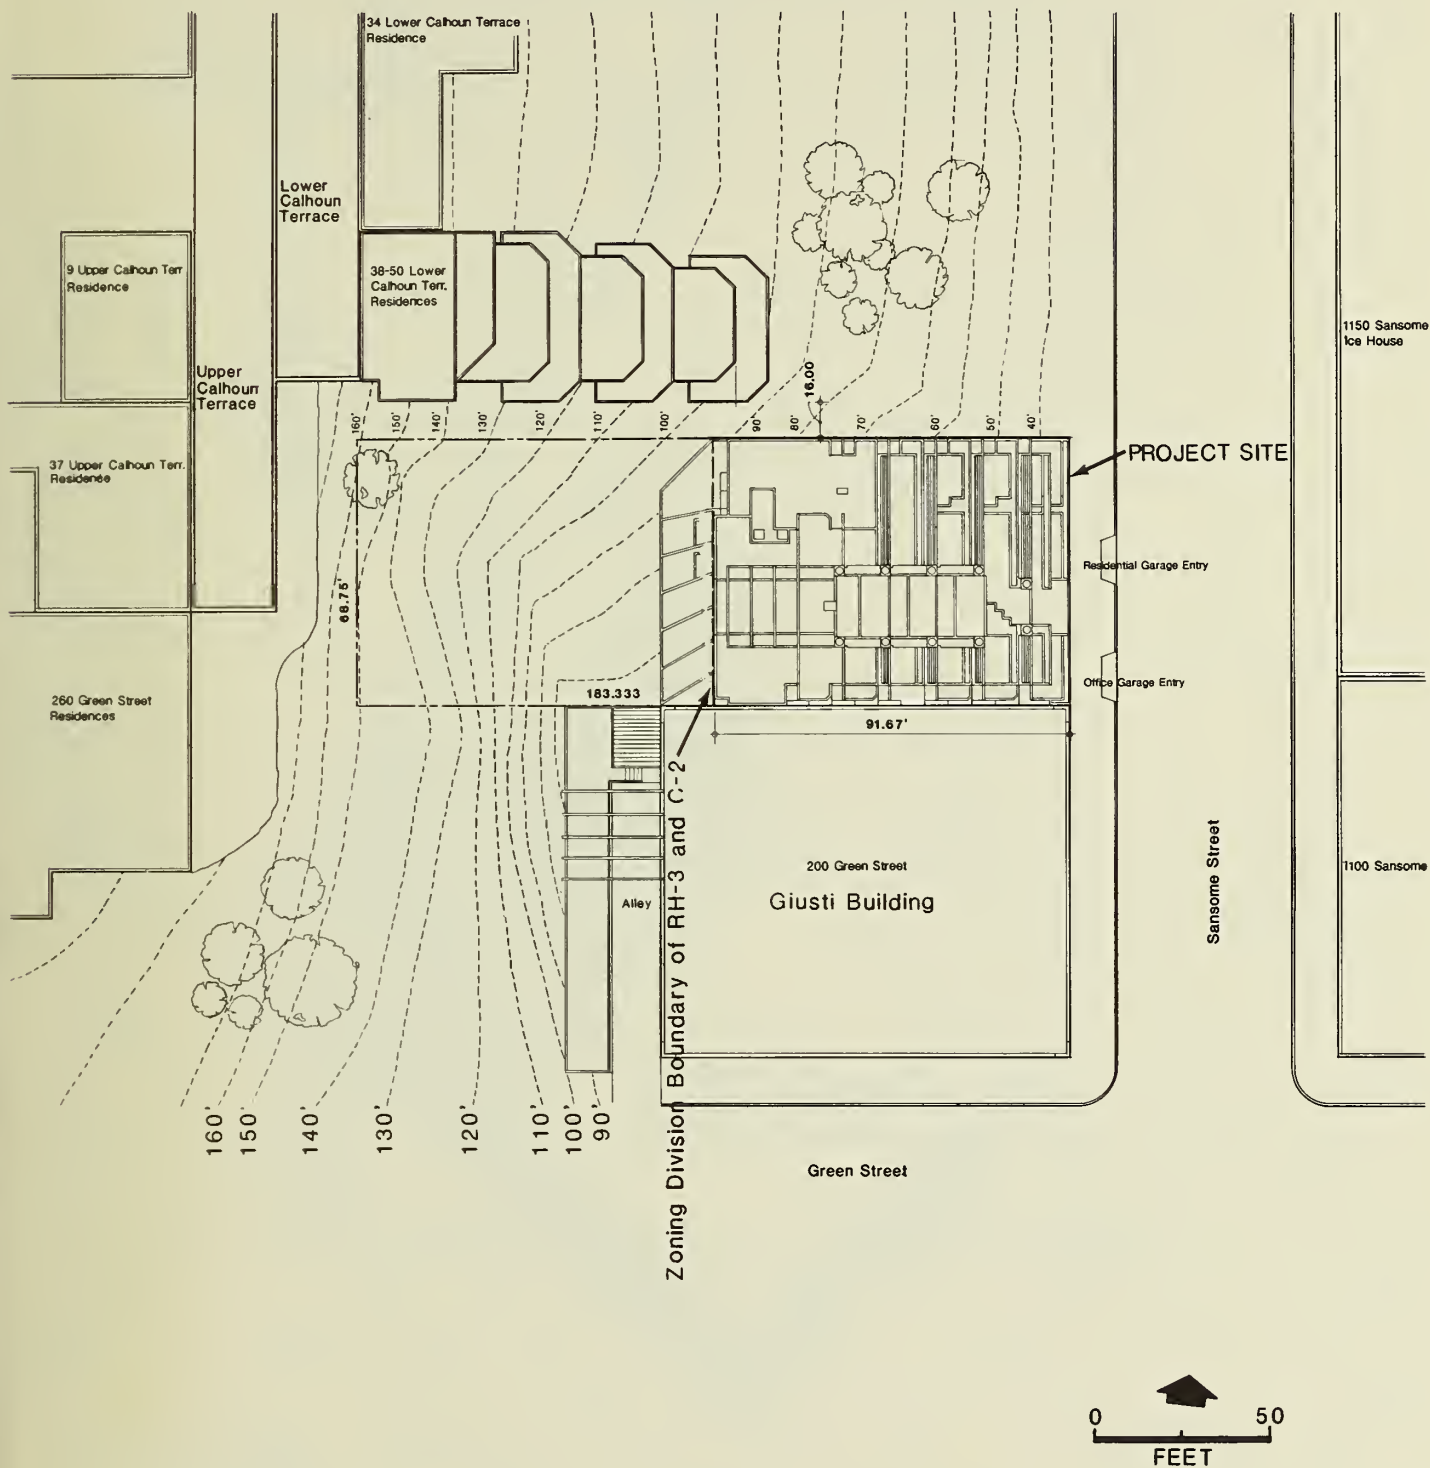 34 Lower Calhoun Terrace
Residence
Lower
Calhoun
Terrace
9 Upper Calhoun Terr
Residence
38-50 Lower
Calhoun Terr.
Residences
1150 Sansome
Ice House
Upper
Calhoun
Terrace
16.00
160'
150'
140'
130'
120'
110'
100'
90'
80'
70'
60'
50'
40'
PROJECT SITE
37 Upper Calhoun Terr.
Residence
68.75'
Residential Garage Entry
Office Garage Entry
260 Green Street
Residences
183.333
91.67'
Zoning Division Boundary of RH-3 and C-2
200 Green Street
Giusti Building
Alley
Sansome Street
1100 Sansome
160'
150'
140'
130'
120'
110'
100'
90'
Green Street
0 50
FEET